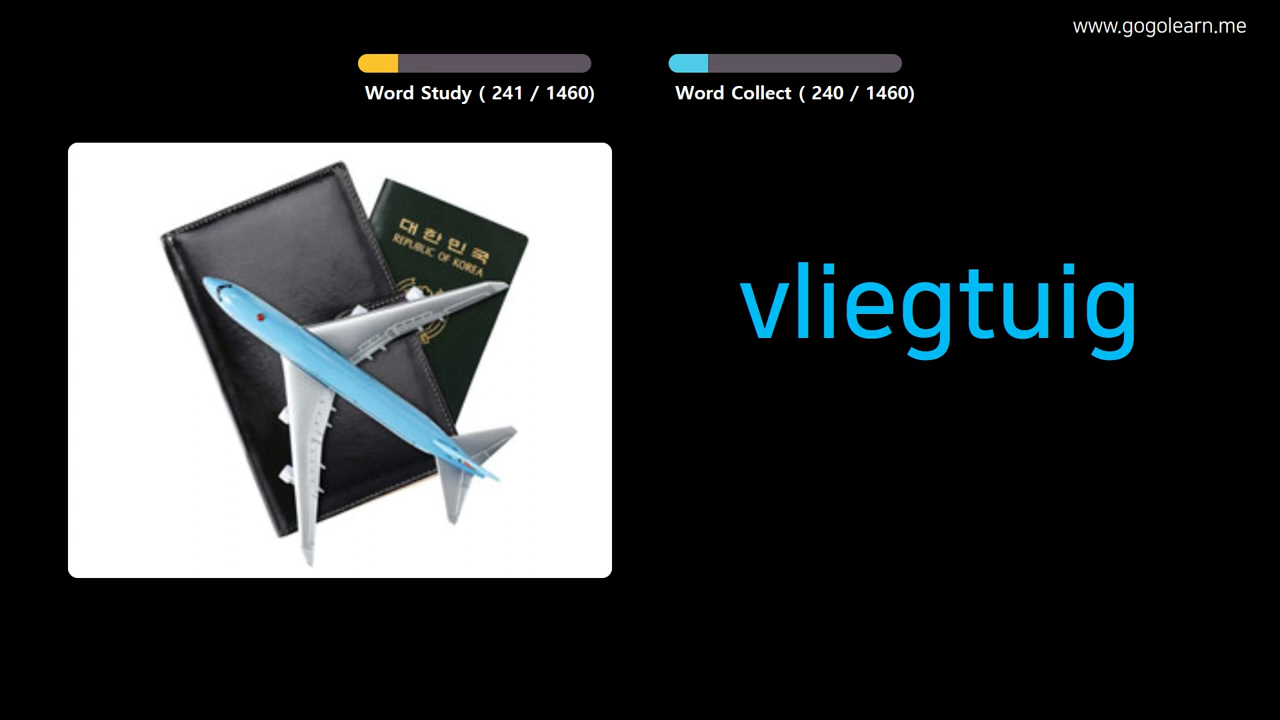 www.gogolearn.me
Word Study ( 241 / 1460)
Word Collect ( 240 / 1460)
대한민국
REPUBLIC OF KOREA
vliegtuig